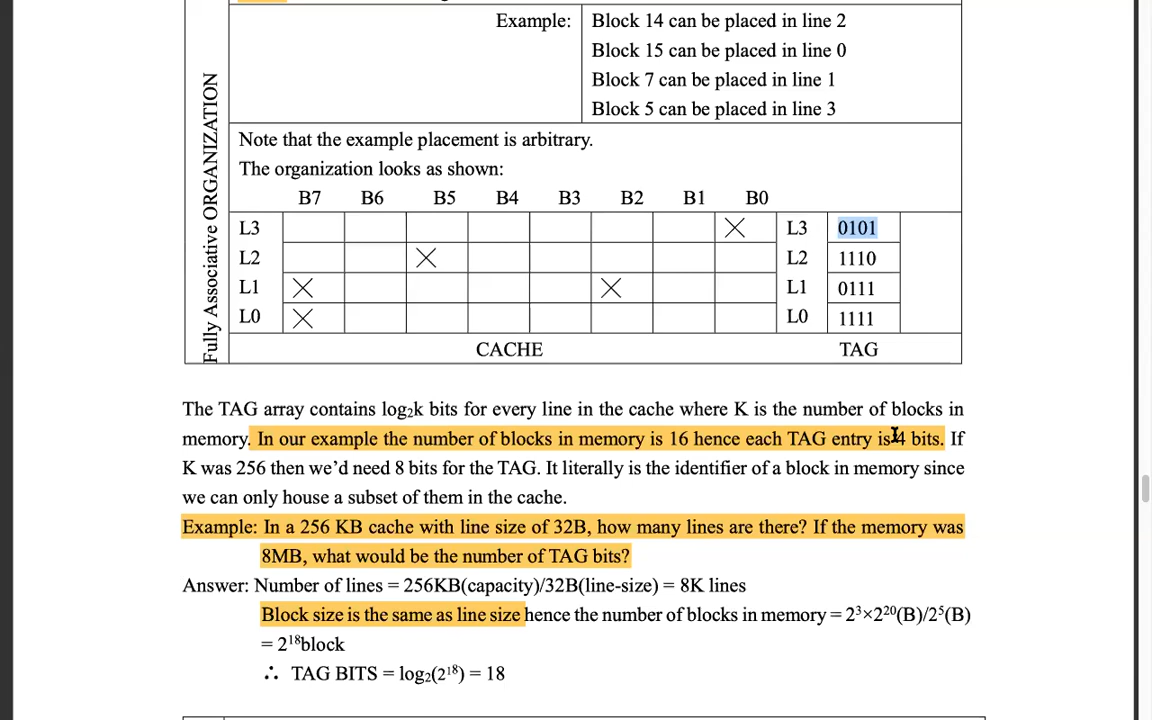 Example:
Block 14 can be placed in line 2
Block 15 can be placed in line 0
Block 7 can be placed in line 1
Block 5 can be placed in line 3
Fully Associative ORGANIZATION
Note that the example placement is arbitrary.
The organization looks as shown:
B7 B6 B5 B4 B3 B2 B1 B0
L3 L3 0101
L2 L2 1110
L1 L1 0111
L0 L0 1111
CACHE TAG
The TAG array contains log₂k bits for every line in the cache where K is the number of blocks in
memory. In our example the number of blocks in memory is 16 hence each TAG entry is 4 bits. If
K was 256 then we’d need 8 bits for the TAG. It literally is the identifier of a block in memory since
we can only house a subset of them in the cache.
Example: In a 256 KB cache with line size of 32B, how many lines are there? If the memory was
8MB, what would be the number of TAG bits?
Answer: Number of lines = 256KB(capacity)/32B(line-size) = 8K lines
Block size is the same as line size hence the number of blocks in memory = 2³×2²⁰(B)/2⁵(B)
= 2¹⁸block
∴ TAG BITS = log₂(2¹⁸) = 18